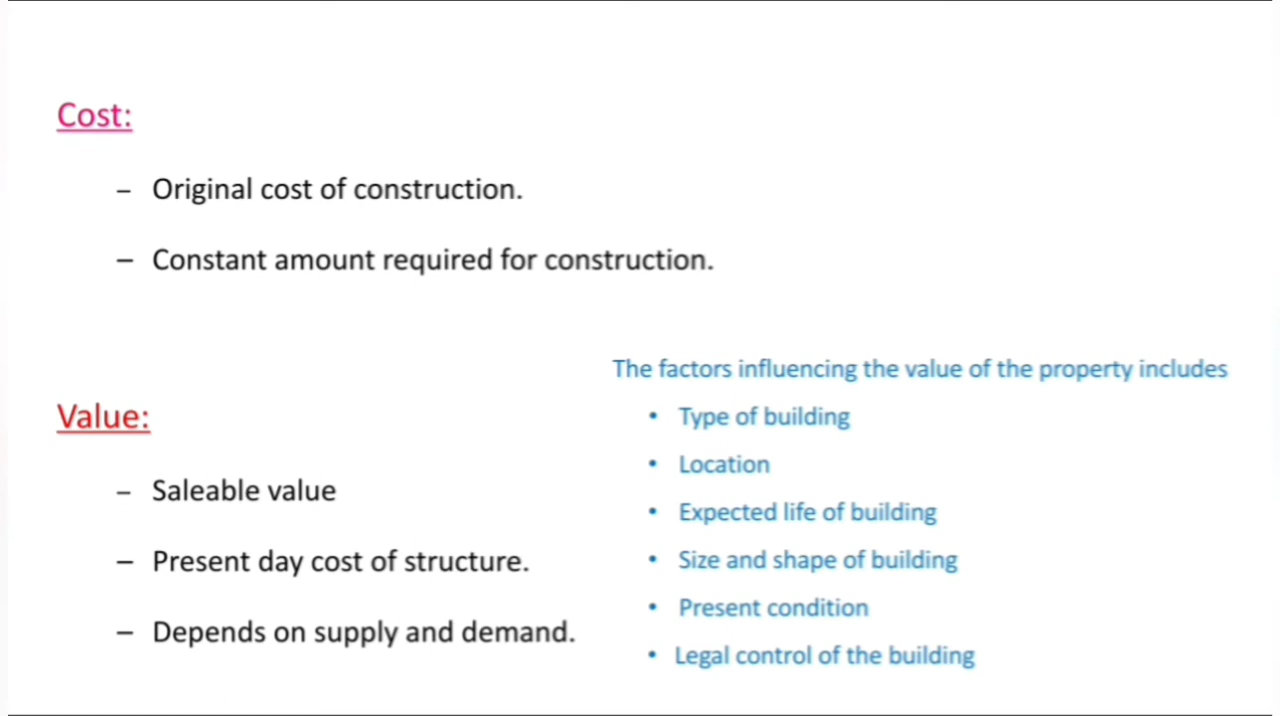 Cost:
– Original cost of construction.
– Constant amount required for construction.
Value:
– Saleable value
– Present day cost of structure.
– Depends on supply and demand.
The factors influencing the value of the property includes
• Type of building
• Location
• Expected life of building
• Size and shape of building
• Present condition
• Legal control of the building